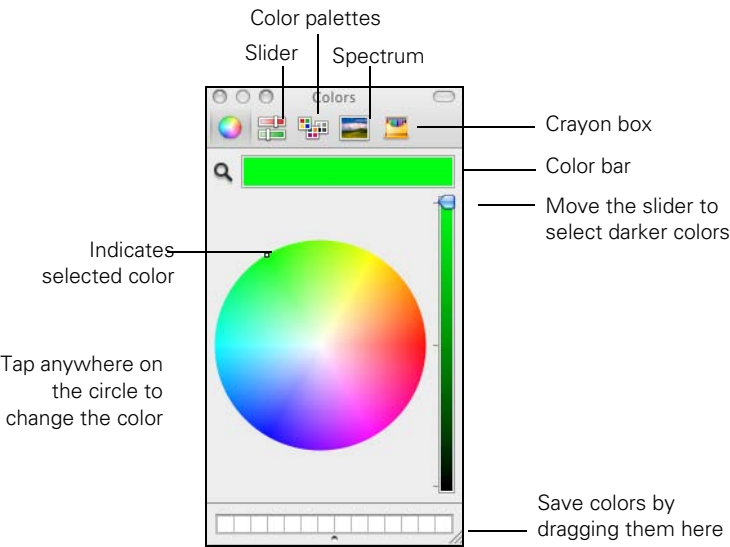 Color palettes
Slider
Spectrum
Colors
Crayon box
Color bar
Move the slider to
select darker colors
Indicates
selected color
Tap anywhere on
the circle to
change the color
Save colors by
dragging them here